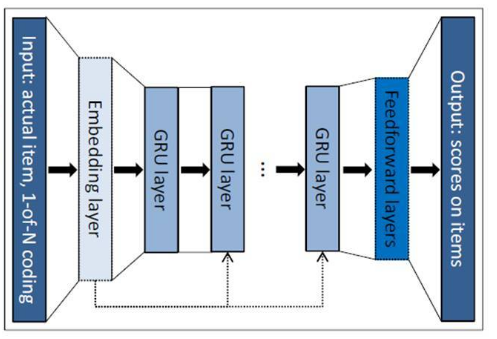 Input: actual item, 1-of-N coding
Embedding layer
GRU layer
GRU layer
...
GRU layer
Feedforward layers
Output: scores on items